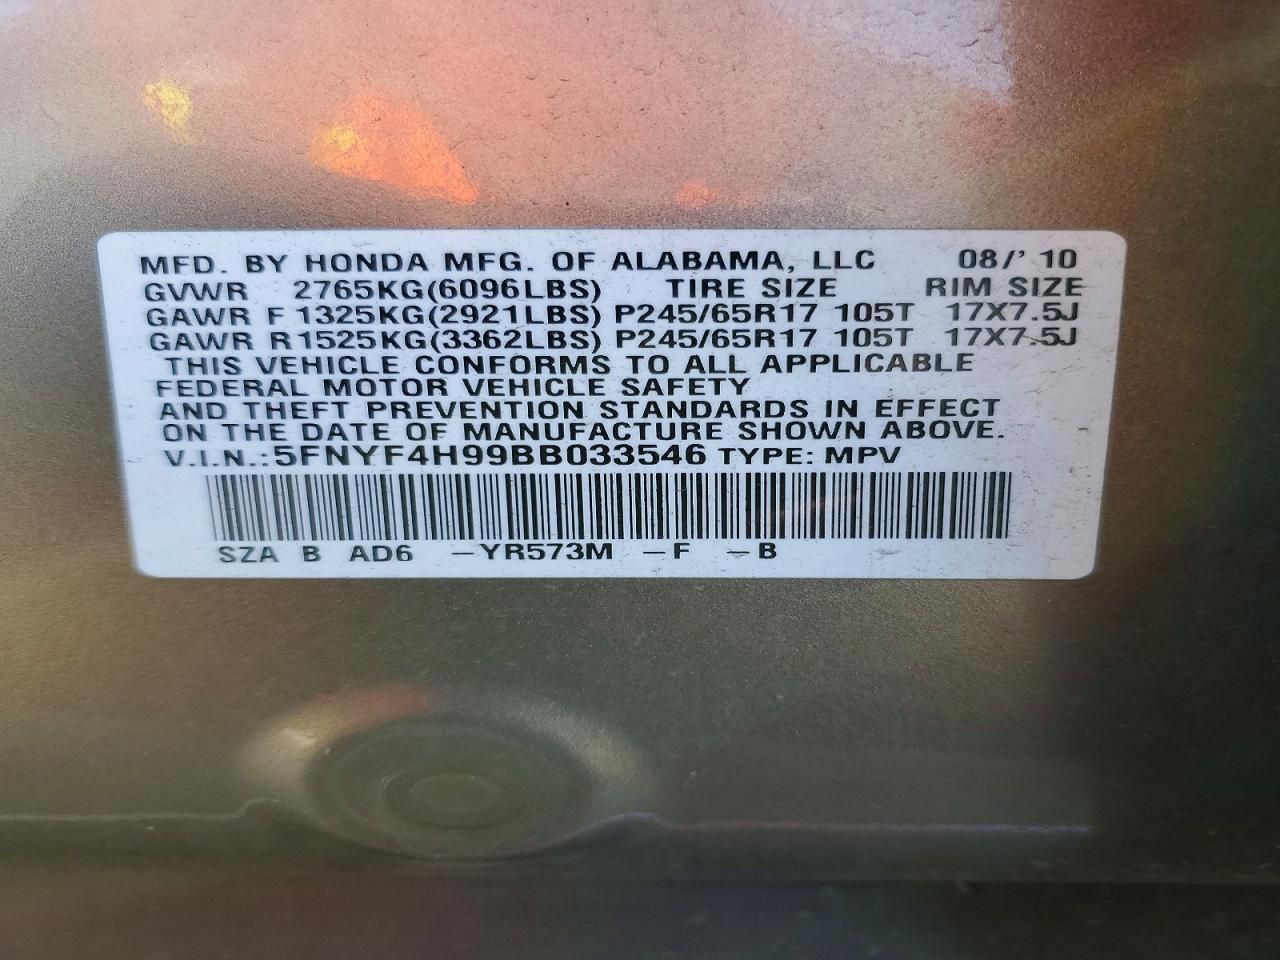 MFD. BY HONDA MFG. OF ALABAMA, LLC 08/' 10
GVWR 2765KG(6096LBS) TIRE SIZE RIM SIZE
GAWR F 1325KG(2921LBS) P245/65R17 105T 17X7.5J
GAWR R 1525KG(3362LBS) P245/65R17 105T 17X7.5J
THIS VEHICLE CONFORMS TO ALL APPLICABLE
FEDERAL MOTOR VEHICLE SAFETY
AND THEFT PREVENTION STANDARDS IN EFFECT
ON THE DATE OF MANUFACTURE SHOWN ABOVE.
V.I.N.: 5FNYF4H99BB033546 TYPE: MPV
SZA B AD6 -YR573M -F -B